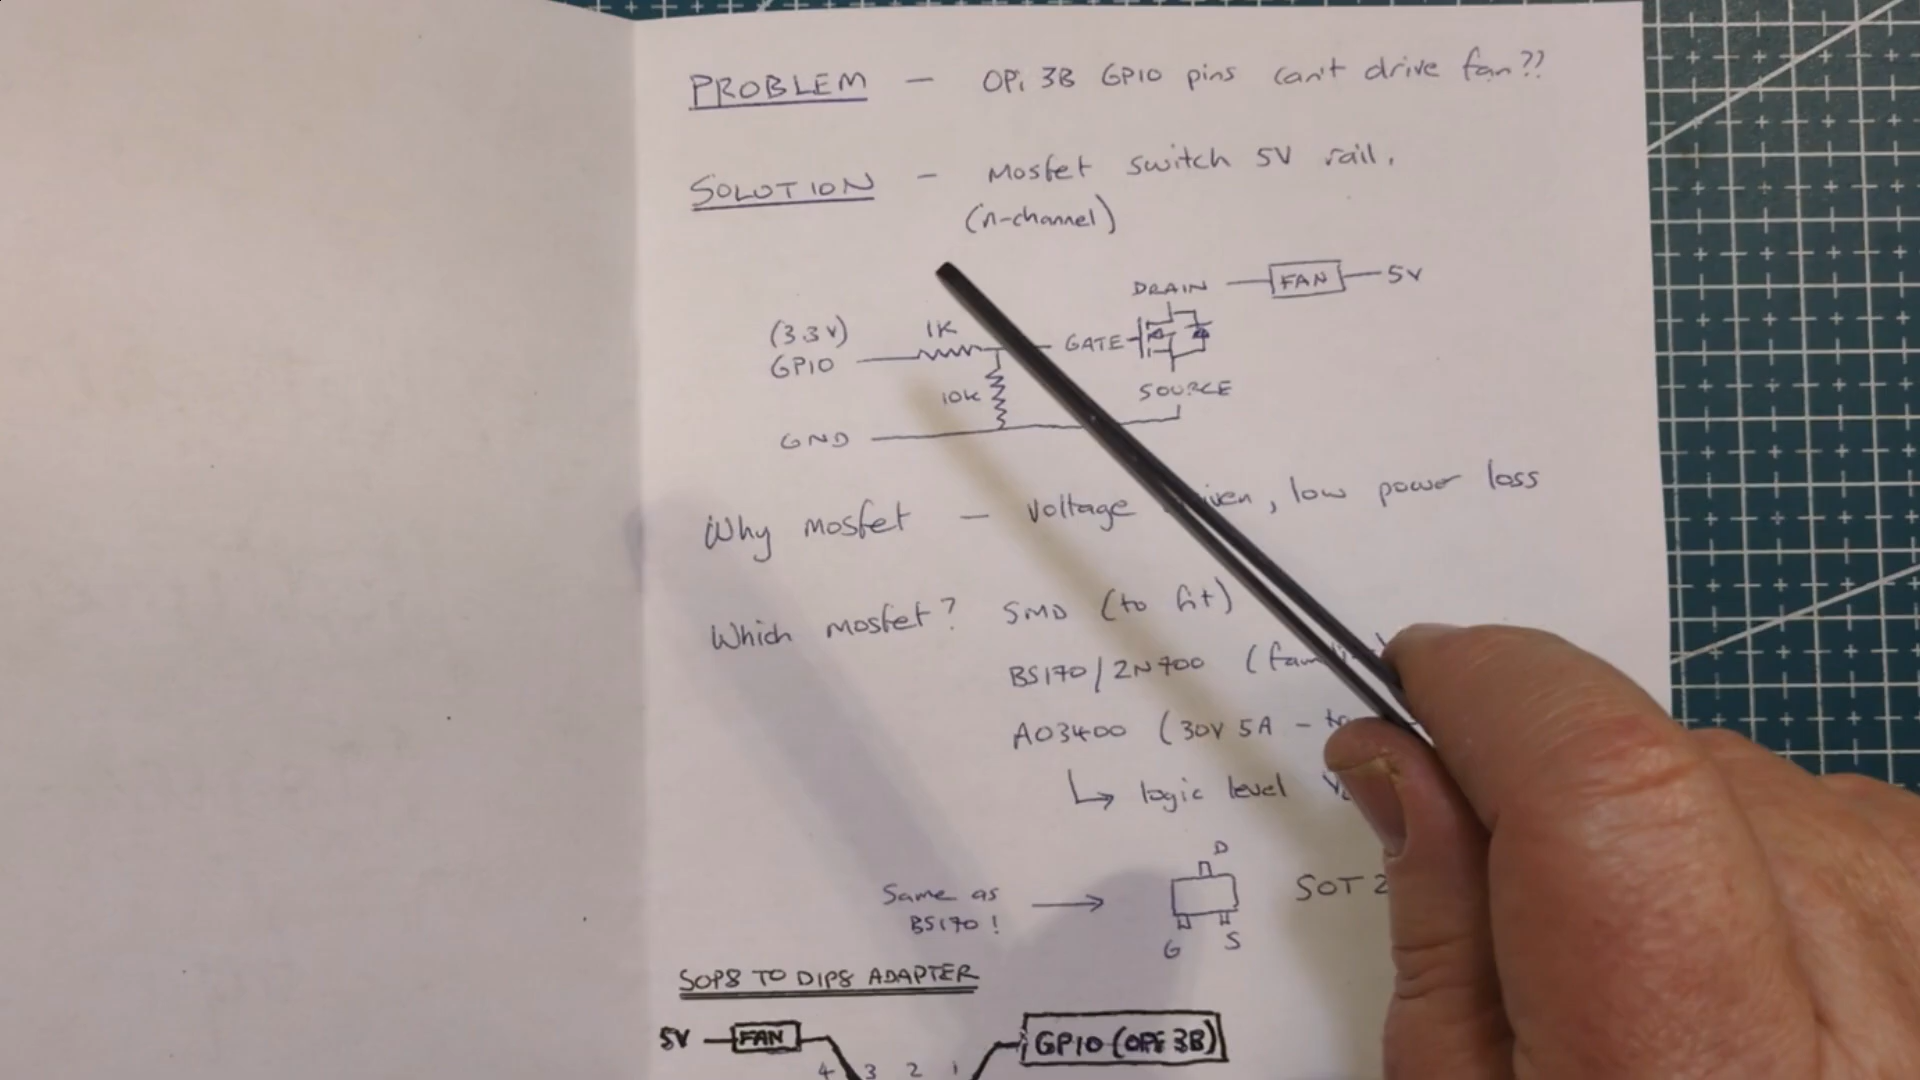 PROBLEM - OPi 3B GPIO pins can't drive fan??
SOLUTION - Mosfet switch 5V rail.
(n-channel)
DRAIN FAN 5V
(3.3V) 1K
GPIO GATE
10K SOURCE
GND
Why mosfet - Voltage , low power loss
Which mosfet? SMD (to fit)
BS170/2N700
AO3400 (30V 5A -
logic level
D
Same as SOT
BS170!
G S
SOP8 TO DIP8 ADAPTER
5V FAN GPIO (OPi 3B)
4 3 2 1